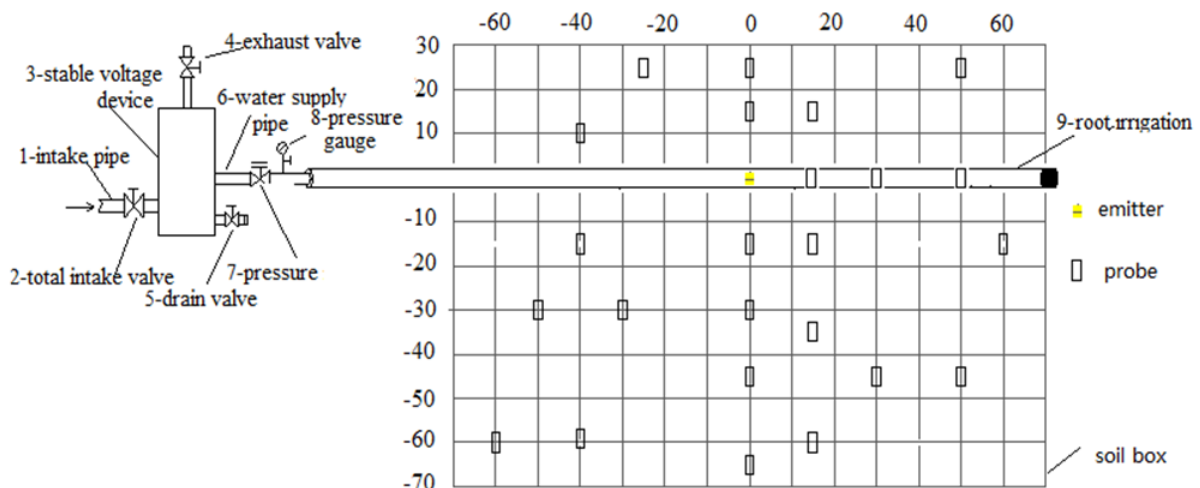 4-exhaust valve
3-stable voltage
device
6-water supply
pipe
8-pressure
gauge
1-intake pipe
2-total intake valve
5-drain valve
7-pressure
-60 -40 -20 0 20 40 60
30
20
10
-10
-20
-30
-40
-50
-60
-70
9-root.irrigation
emitter
probe
soil box